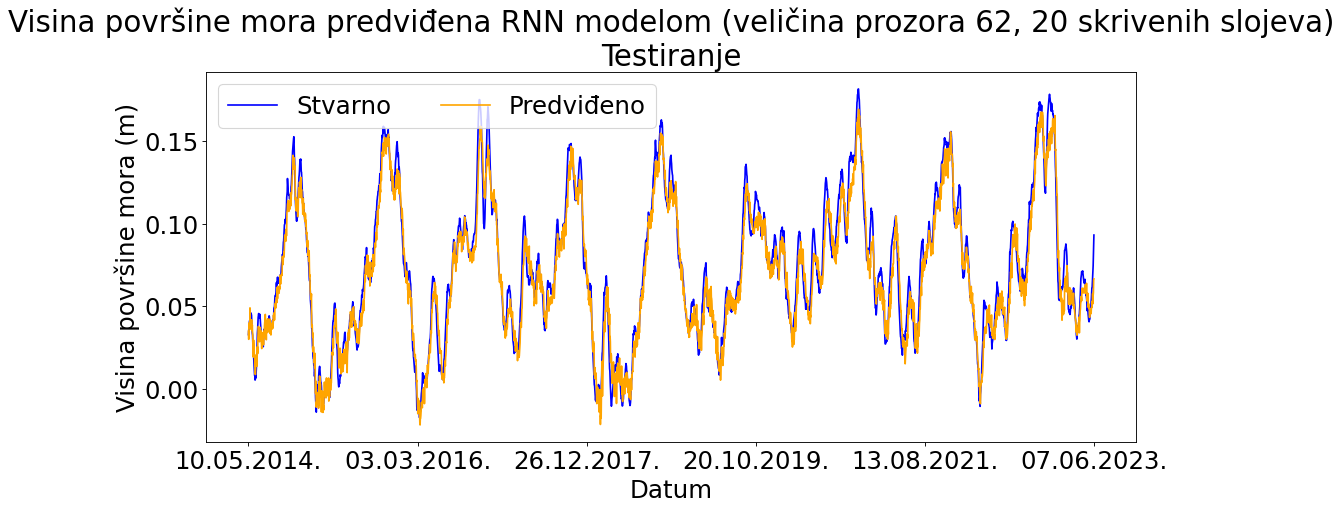 Visina površine mora predviđena RNN modelom (veličina prozora 62, 20 skrivenih slojeva)
Testiranje
Stvarno
Predviđeno
Visina površine mora (m)
0.15
0.10
0.05
0.00
10.05.2014.
03.03.2016.
26.12.2017.
20.10.2019.
13.08.2021.
07.06.2023.
Datum